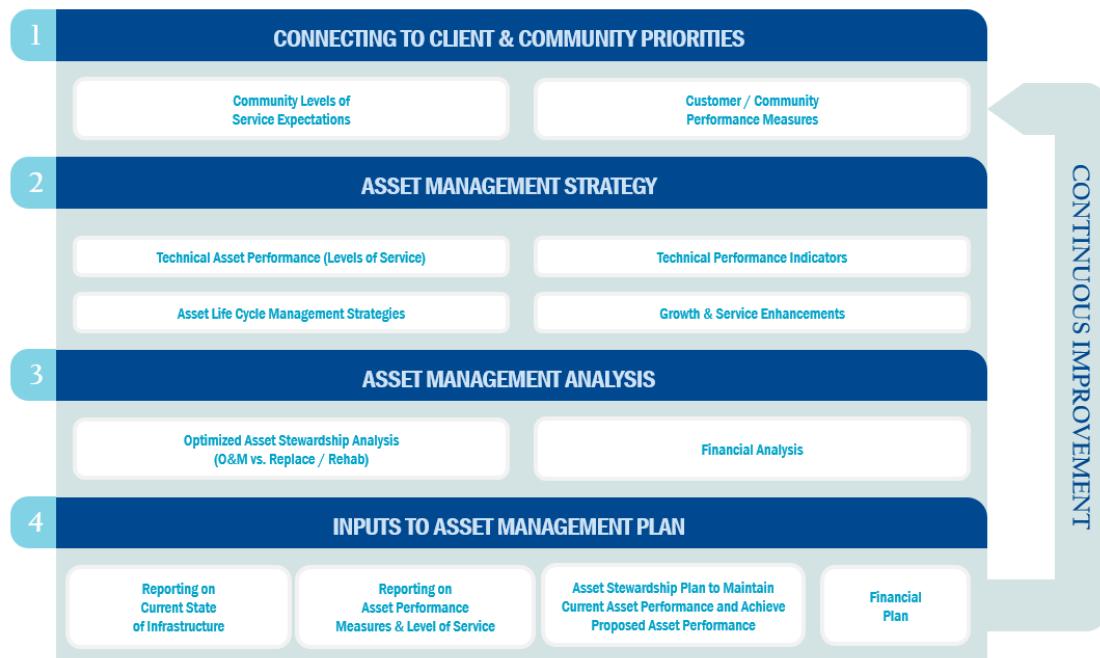 1
CONNECTING TO CLIENT & COMMUNITY PRIORITIES
Community Levels of
Service Expectations
Customer / Community
Performance Measures
2
ASSET MANAGEMENT STRATEGY
Technical Asset Performance (Levels of Service)
Technical Performance Indicators
Asset Life Cycle Management Strategies
Growth & Service Enhancements
3
ASSET MANAGEMENT ANALYSIS
Optimized Asset Stewardship Analysis
(O&M vs. Replace / Rehab)
Financial Analysis
4
INPUTS TO ASSET MANAGEMENT PLAN
Reporting on
Current State
of Infrastructure
Reporting on
Asset Performance
Measures & Level of Service
Asset Stewardship Plan to Maintain
Current Asset Performance and Achieve
Proposed Asset Performance
Financial
Plan
CONTINUOUS IMPROVEMENT